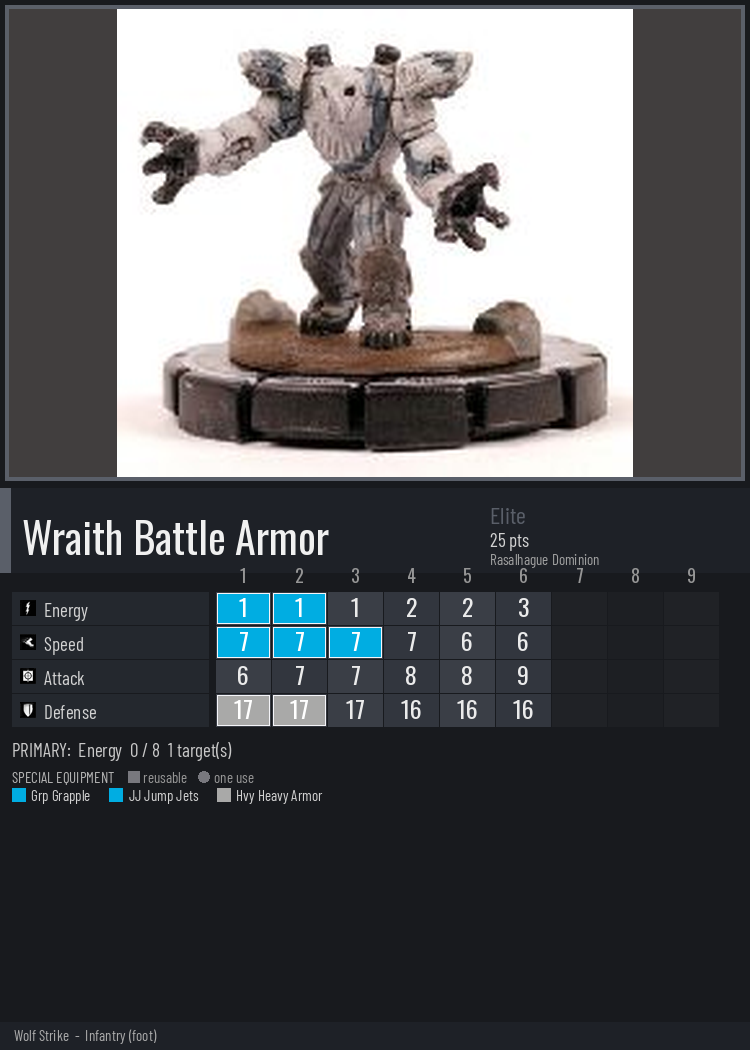 Wraith Battle Armor
Elite
25 pts
Rasalhague Dominion
1 2 3 4 5 6 7 8 9
Energy 1 1 1 2 2 3
Speed 7 7 7 7 6 6
Attack 6 7 7 8 8 9
Defense 17 17 17 16 16 16
PRIMARY: Energy 0 / 8 1 target(s)
SPECIAL EQUIPMENT reusable one use
Grp Grapple JJ Jump Jets Hvy Heavy Armor
Wolf Strike - Infantry (foot)